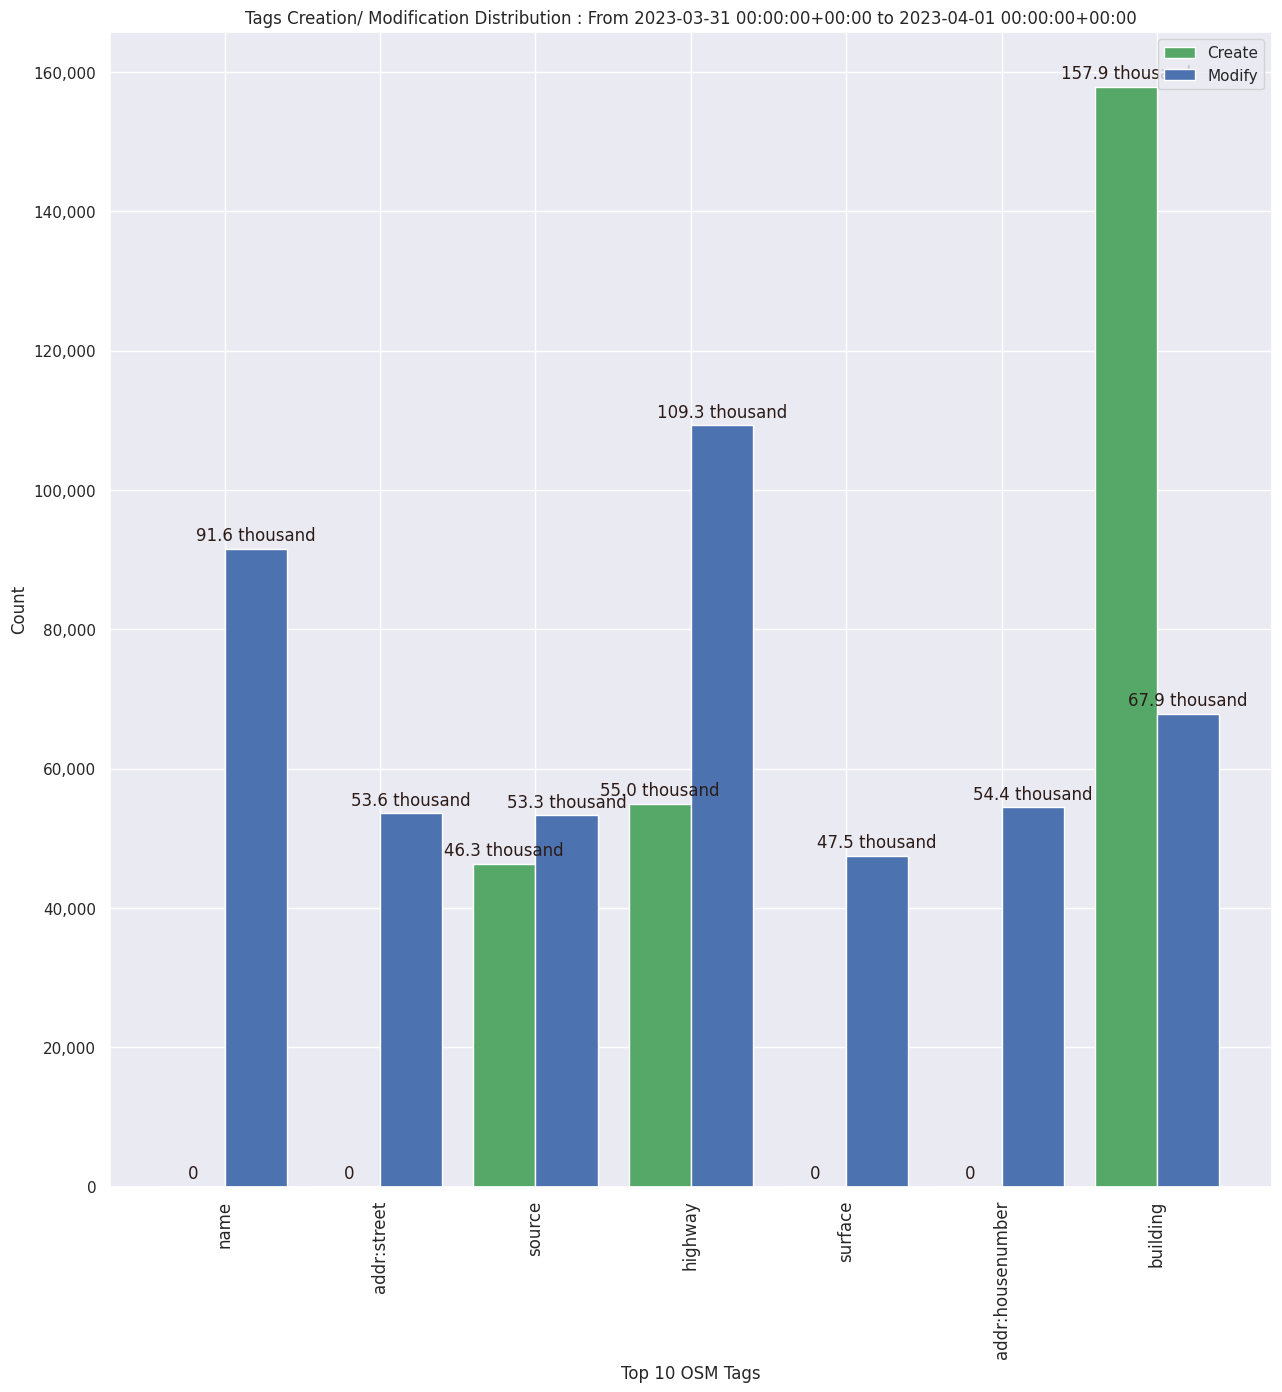 Tags Creation/ Modification Distribution : From 2023-03-31 00:00:00+00:00 to 2023-04-01 00:00:00+00:00
Create
Modify
160,000
140,000
120,000
100,000
80,000
60,000
40,000
20,000
0
Count
157.9 thousand
109.3 thousand
91.6 thousand
67.9 thousand
53.6 thousand
53.3 thousand
55.0 thousand
54.4 thousand
46.3 thousand
47.5 thousand
0
0
0
0
name
addr:street
source
highway
surface
addr:housenumber
building
Top 10 OSM Tags